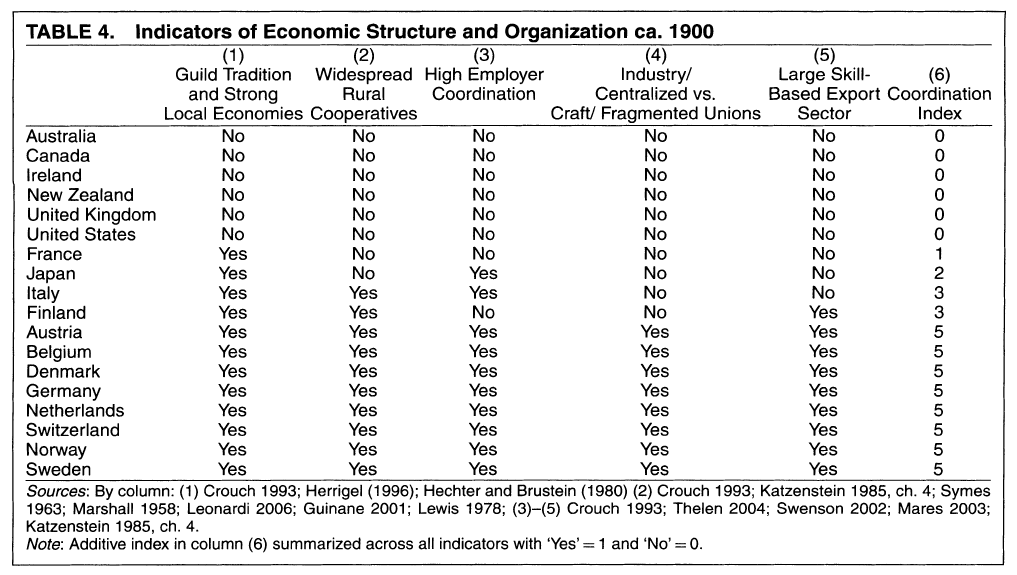 TABLE 4. Indicators of Economic Structure and Organization ca. 1900
(1) (2) (3) (4) (5)
Guild Tradition Widespread High Employer Industry/ Large Skill- (6)
and Strong Rural Coordination Centralized vs. Based Export Coordination
Local Economies Cooperatives Craft/ Fragmented Unions Sector Index
Australia No No No No No 0
Canada No No No No No 0
Ireland No No No No No 0
New Zealand No No No No No 0
United Kingdom No No No No No 0
United States No No No No No 0
France Yes No No No No 1
Japan Yes No Yes No No 2
Italy Yes Yes Yes No No 3
Finland Yes Yes No No Yes 3
Austria Yes Yes Yes Yes Yes 5
Belgium Yes Yes Yes Yes Yes 5
Denmark Yes Yes Yes Yes Yes 5
Germany Yes Yes Yes Yes Yes 5
Netherlands Yes Yes Yes Yes Yes 5
Switzerland Yes Yes Yes Yes Yes 5
Norway Yes Yes Yes Yes Yes 5
Sweden Yes Yes Yes Yes Yes 5
Sources: By column: (1) Crouch 1993; Herrigel (1996); Hechter and Brustein (1980) (2) Crouch 1993; Katzenstein 1985, ch. 4; Symes
1963; Marshall 1958; Leonardi 2006; Guinane 2001; Lewis 1978; (3)–(5) Crouch 1993; Thelen 2004; Swenson 2002; Mares 2003;
Katzenstein 1985, ch. 4.
Note: Additive index in column (6) summarized across all indicators with ‘Yes’ = 1 and ‘No’ = 0.